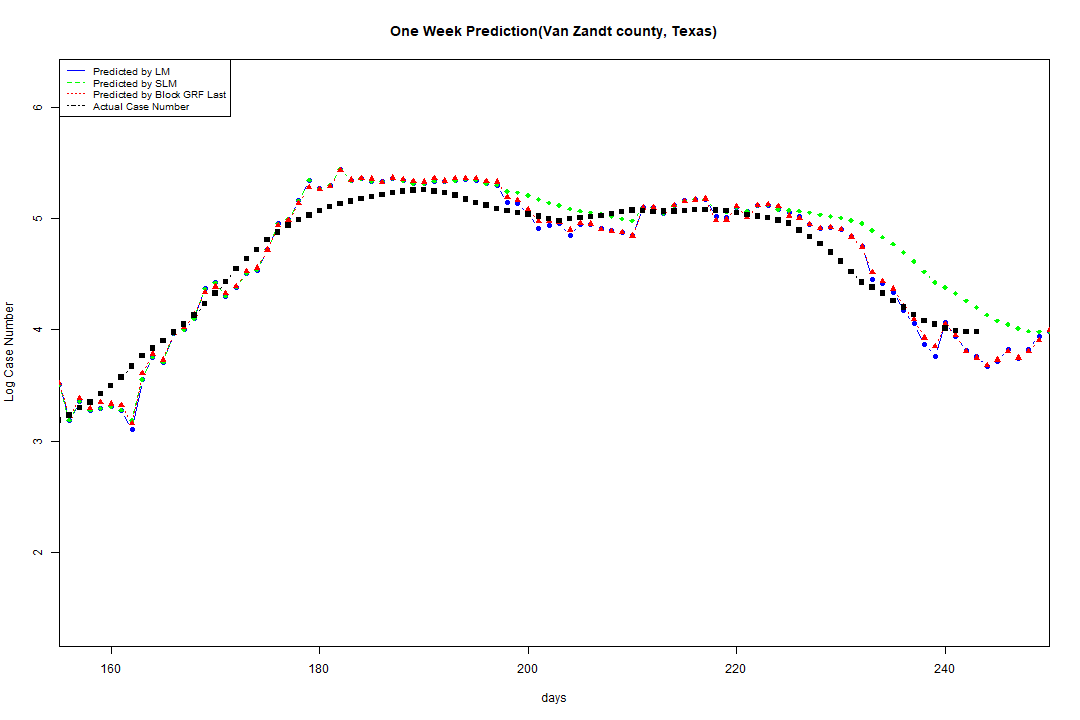 One Week Prediction(Van Zandt county, Texas)
Predicted by LM
Predicted by SLM
Predicted by Block GRF Last
Actual Case Number
6
5
4
3
2
Log Case Number
160 180 200 220 240
days